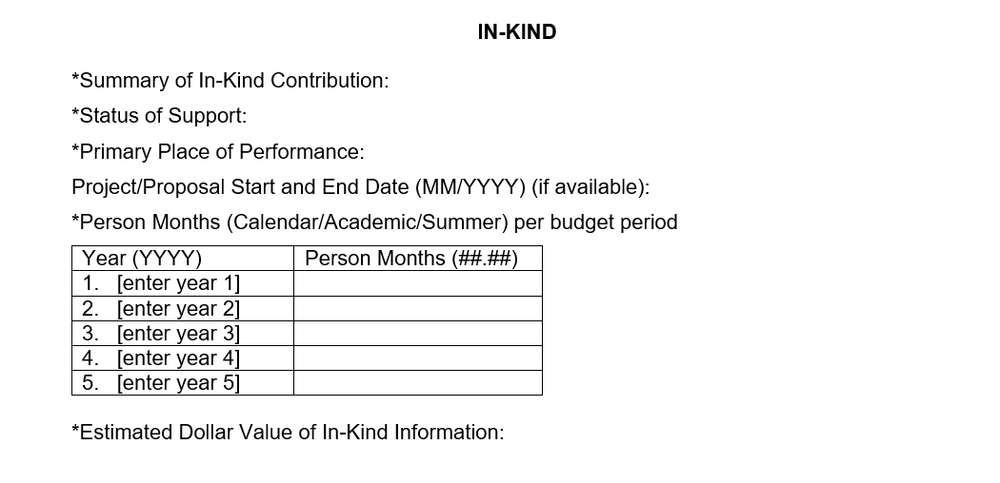 IN-KIND
*Summary of In-Kind Contribution:
*Status of Support:
*Primary Place of Performance:
Project/Proposal Start and End Date (MM/YYYY) (if available):
*Person Months (Calendar/Academic/Summer) per budget period
Year (YYYY) Person Months (##.##)
1. [enter year 1]
2. [enter year 2]
3. [enter year 3]
4. [enter year 4]
5. [enter year 5]
*Estimated Dollar Value of In-Kind Information: